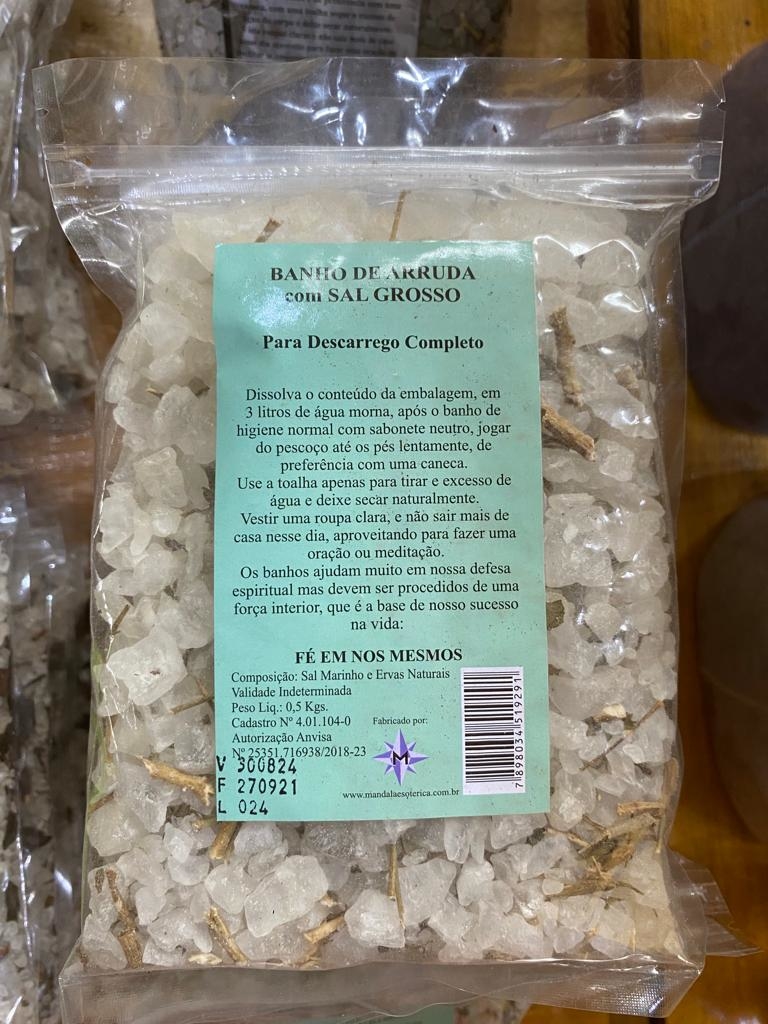 BANHO DE ARRUDA
com SAL GROSSO
Para Descarrego Completo
Dissolva o conteúdo da embalagem, em
3 litros de água morna, após o banho de
higiene normal com sabonete neutro, jogar
do pescoço até os pés lentamente, de
preferência com uma caneca.
Use a toalha apenas para tirar e excesso de
água e deixe secar naturalmente.
Vestir uma roupa clara, e não sair mais de
casa nesse dia, aproveitando para fazer uma
oração ou meditação.
Os banhos ajudam muito em nossa defesa
espiritual mas devem ser procedidos de uma
força interior, que é a base de nosso sucesso
na vida:
FÉ EM NOS MESMOS
Composição: Sal Marinho e Ervas Naturais
Validade Indeterminada
Peso Liq.: 0,5 Kgs.
Cadastro Nº 4.01.104-0
Autorização Anvisa
Nº 25351.716938/2018-23
V 300824
F 270921
L 024
Fabricado por:
M
www.mandalaesoterica.com.br
7 898034 519291